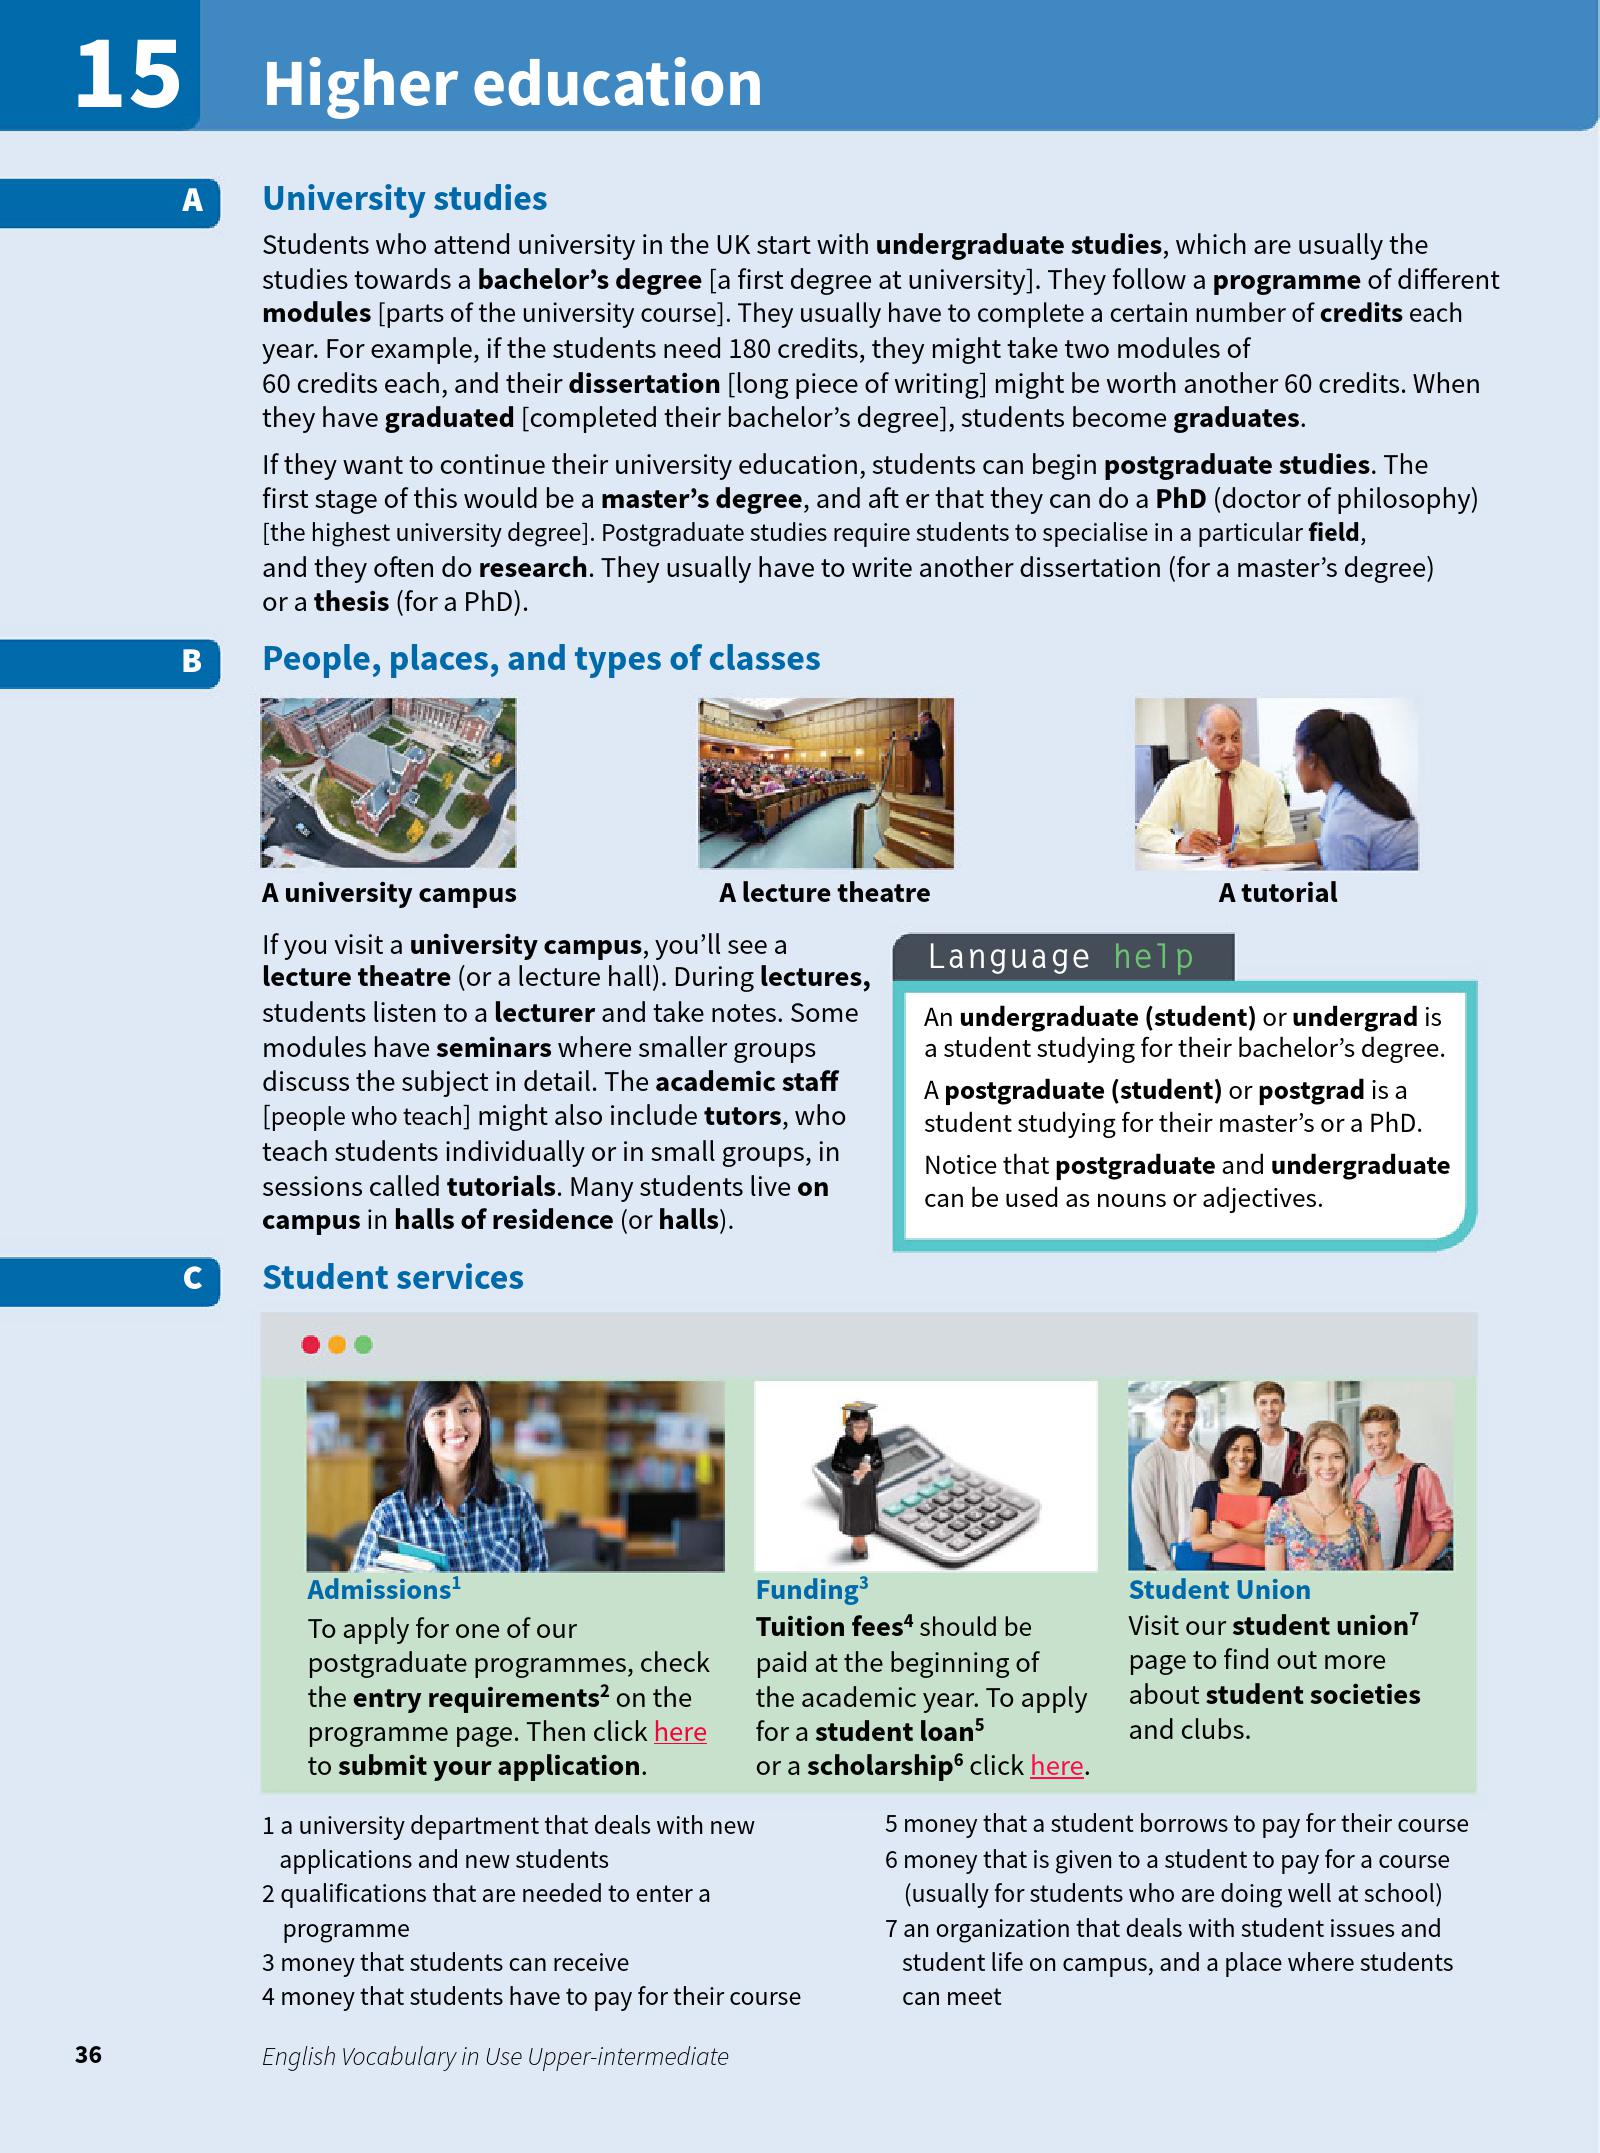 15
Higher education
A
University studies
Students who attend university in the UK start with undergraduate studies, which are usually the
studies towards a bachelor’s degree [a first degree at university]. They follow a programme of different
modules [parts of the university course]. They usually have to complete a certain number of credits each
year. For example, if the students need 180 credits, they might take two modules of
60 credits each, and their dissertation [long piece of writing] might be worth another 60 credits. When
they have graduated [completed their bachelor’s degree], students become graduates.
If they want to continue their university education, students can begin postgraduate studies. The
first stage of this would be a master’s degree, and aft er that they can do a PhD (doctor of philosophy)
[the highest university degree]. Postgraduate studies require students to specialise in a particular field,
and they often do research. They usually have to write another dissertation (for a master’s degree)
or a thesis (for a PhD).
B
People, places, and types of classes
A university campus
A lecture theatre
A tutorial
If you visit a university campus, you’ll see a
lecture theatre (or a lecture hall). During lectures,
students listen to a lecturer and take notes. Some
modules have seminars where smaller groups
discuss the subject in detail. The academic staff
[people who teach] might also include tutors, who
teach students individually or in small groups, in
sessions called tutorials. Many students live on
campus in halls of residence (or halls).
Language help
An undergraduate (student) or undergrad is
a student studying for their bachelor’s degree.
A postgraduate (student) or postgrad is a
student studying for their master’s or a PhD.
Notice that postgraduate and undergraduate
can be used as nouns or adjectives.
C
Student services
Admissions1
To apply for one of our
postgraduate programmes, check
the entry requirements2 on the
programme page. Then click here
to submit your application.
Funding3
Tuition fees4 should be
paid at the beginning of
the academic year. To apply
for a student loan5
or a scholarship6 click here.
Student Union
Visit our student union7
page to find out more
about student societies
and clubs.
1 a university department that deals with new
applications and new students
2 qualifications that are needed to enter a
programme
3 money that students can receive
4 money that students have to pay for their course
5 money that a student borrows to pay for their course
6 money that is given to a student to pay for a course
(usually for students who are doing well at school)
7 an organization that deals with student issues and
student life on campus, and a place where students
can meet
36
English Vocabulary in Use Upper-intermediate